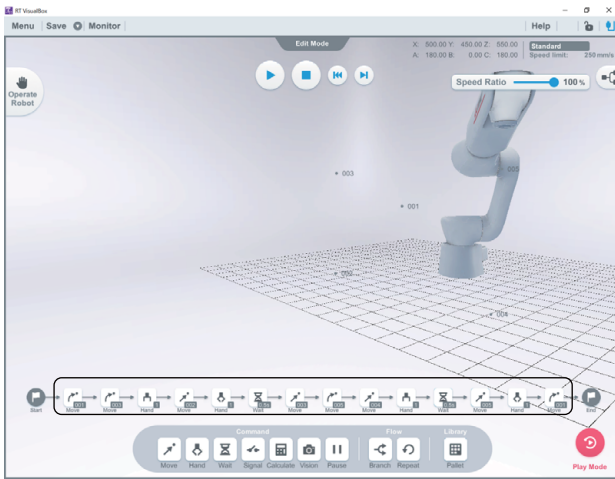 RT VisualBox
Menu Save Monitor Help
Edit Mode
X: 500.00 Y: 450.00 Z: 550.00
A: 180.00 B: 0.00 C: 180.00
Standard
Speed limit: 250 mm/s
Speed Ratio 100 %
Operate
Robot
003
001
004
Start Move Move Hand Move Hand Wait Move Move Move Hand Wait Move Hand Move End
Command Flow Library
Move Hand Wait Signal Calculate Vision Pause Branch Repeat Pallet
Play Mode